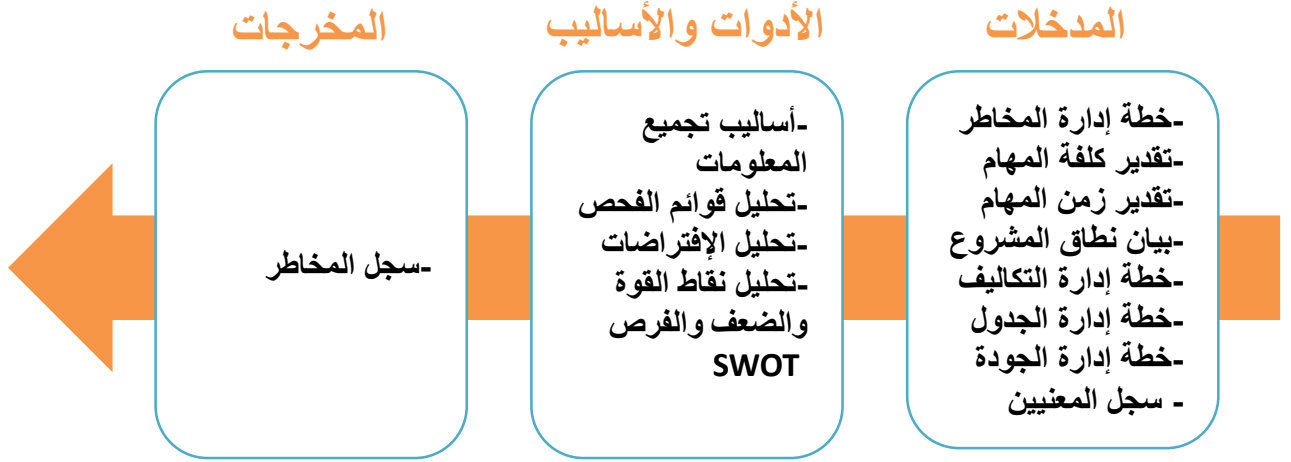 المدخلات
-خطة إدارة المخاطر
-تقدير كلفة المهام
-تقدير زمن المهام
-بيان نطاق المشروع
-خطة إدارة التكاليف
-خطة إدارة الجدول
-خطة إدارة الجودة
- سجل المعنيين
الأدوات والأساليب
-أساليب تجميع
المعلومات
-تحليل قوائم الفحص
-تحليل الإفتراضات
-تحليل نقاط القوة
والضعف والفرص
SWOT
المخرجات
-سجل المخاطر